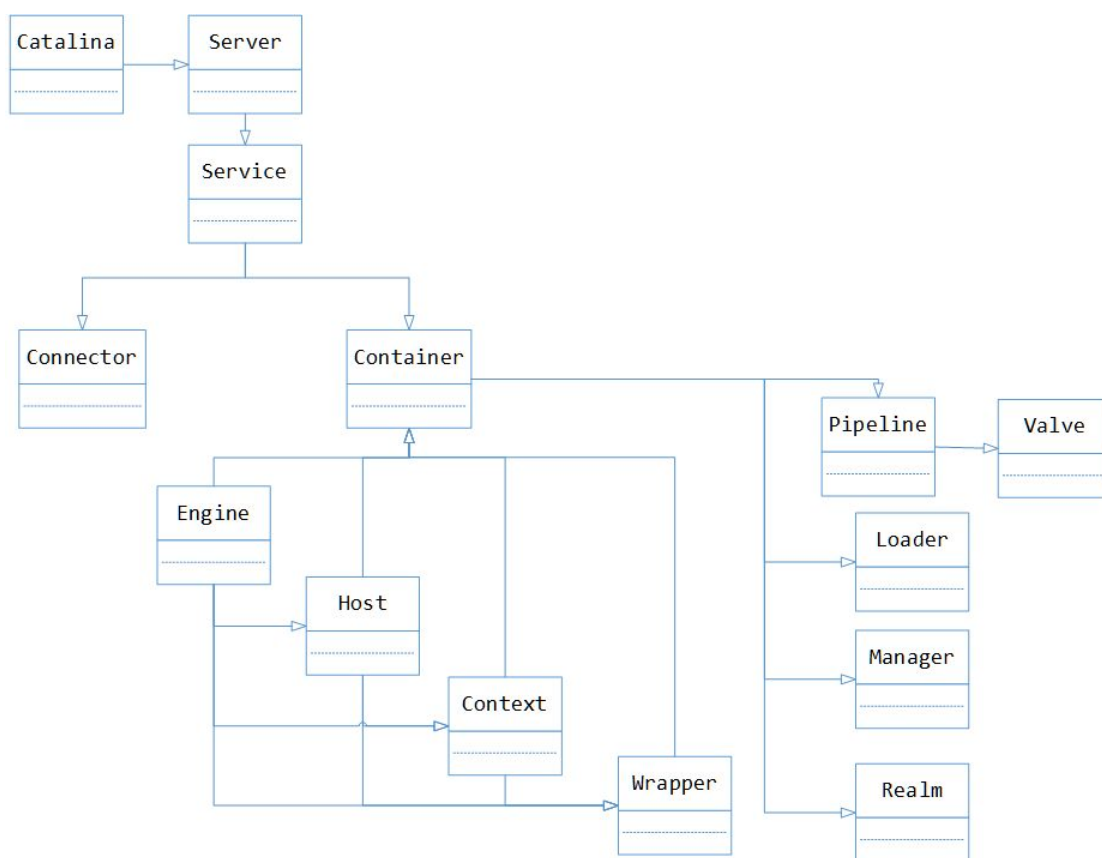 Catalina
Server
Service
Connector
Container
Pipeline
Valve
Engine
Loader
Host
Manager
Context
Wrapper
Realm